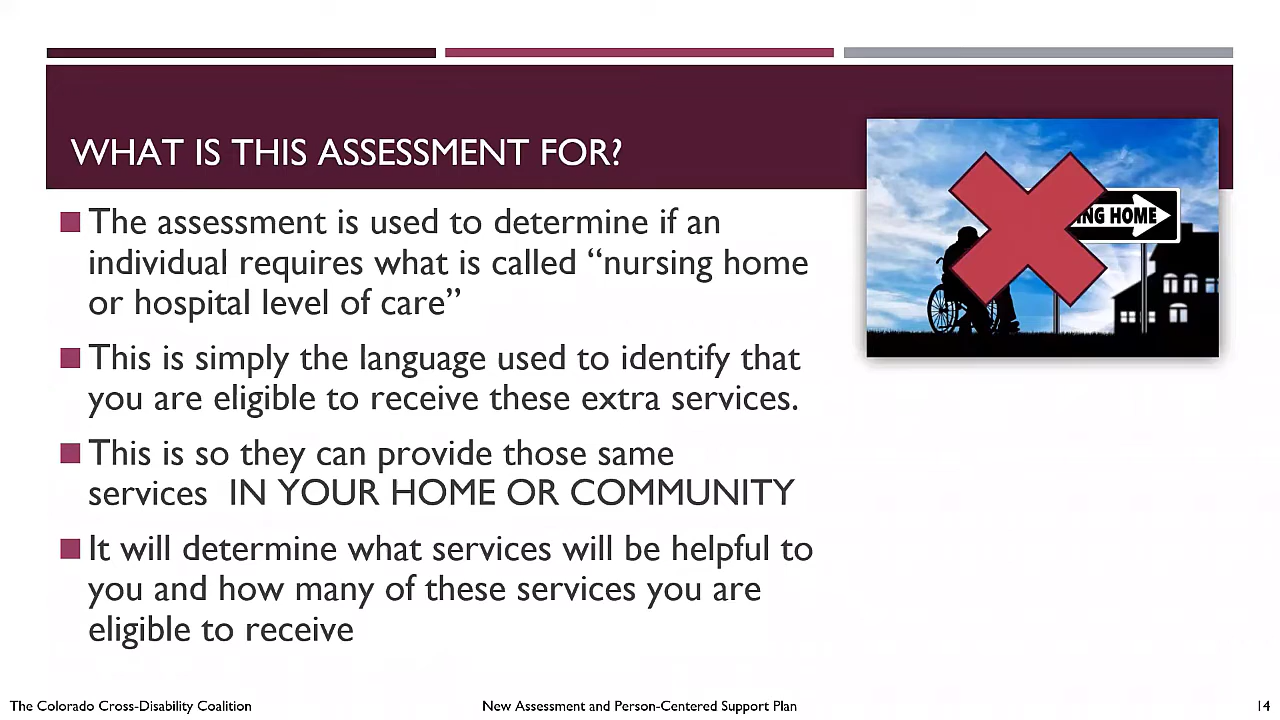 WHAT IS THIS ASSESSMENT FOR?
ING HOME
The assessment is used to determine if an
individual requires what is called “nursing home
or hospital level of care”
This is simply the language used to identify that
you are eligible to receive these extra services.
This is so they can provide those same
services  IN YOUR HOME OR COMMUNITY
It will determine what services will be helpful to
you and how many of these services you are
eligible to receive
The Colorado Cross-Disability Coalition
New Assessment and Person-Centered Support Plan
14